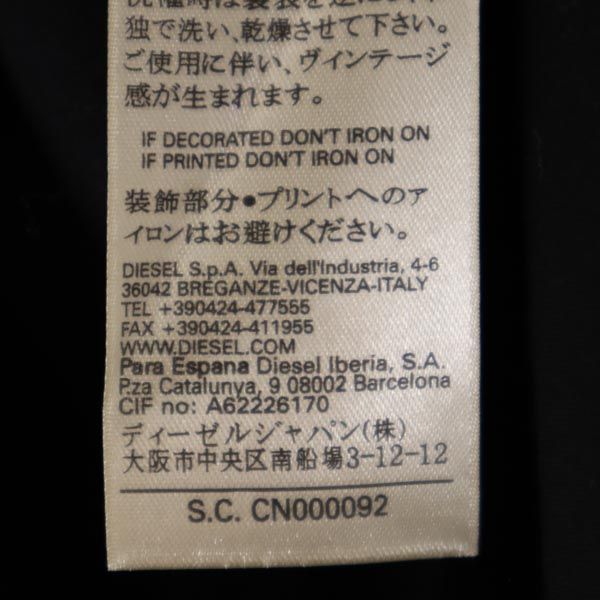 独で洗い、乾燥させて下さい。
ご使用に伴い、ヴィンテージ
感が生まれます。
IF DECORATED DON'T IRON ON
IF PRINTED DON'T IRON ON
装飾部分•プリントへのア
イロンはお避けください。
DIESEL S.p.A. Via dell'Industria, 4-6
36042 BREGANZE-VICENZA-ITALY
TEL +390424-477555
FAX +390424-411955
WWW.DIESEL.COM
Para Espana Diesel Iberia, S.A.
P.za Catalunya, 9 08002 Barcelona
CIF no: A62226170
ディーゼルジャパン(株)
大阪市中央区南船場3-12-12
S.C. CN000092